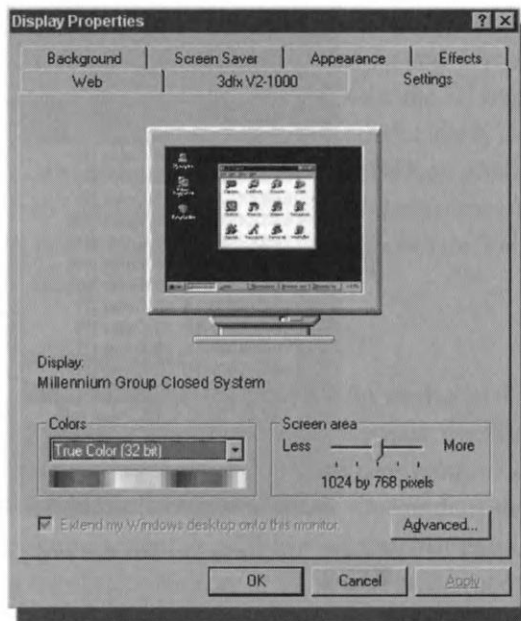 Display Properties
Background Screen Saver Appearance Effects
Web 3dfx V2-1000 Settings
Display:
Millennium Group Closed System
Colors
True Color (32 bit)
Screen area
Less More
1024 by 768 pixels
Extend my Windows desktop onto this monitor.
Advanced...
OK Cancel Apply